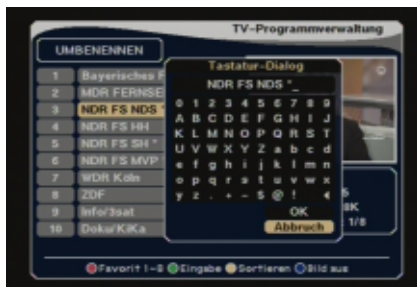 TV-Programmverwaltung
UMBENENNEN
1 Bayerisches F
2 MDR FERNSE
3 NDR FS NDS *
4 NDR FS HH
5 NDR FS SH *
6 NDR FS MVP
7 WDR Köln
8 ZDF
9 Info/3sat
10 Doku/KiKa
Tastatur-Dialog
NDR FS NDS *_
0 1 2 3 4 5 6 7 8 9
A B C D E F G H I J
K L M N O P Q R S T
U V W X Y Z a b c d
e f g h i j k l m n
o p q r s t u v w x
y z . + - S @ !
OK
Abbruch
1/8
Favorit 1-8 Eingabe Sortieren Bild aus